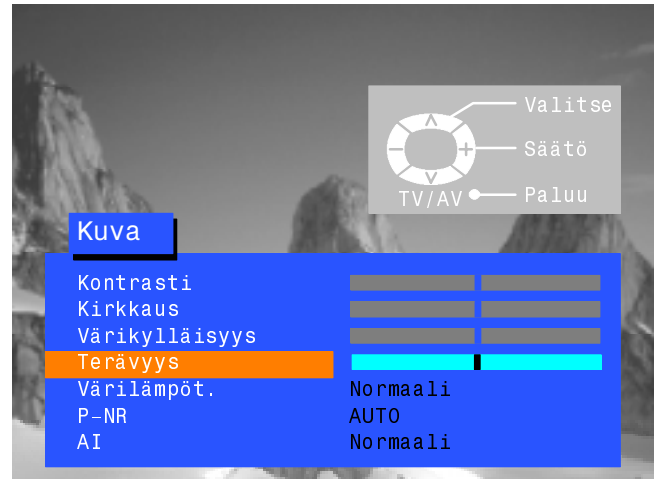 Valitse
Säätö
TV/AV Paluu
Kuva
Kontrasti
Kirkkaus
Värikylläisyys
Terävyys
Värilämpöt. Normaali
P-NR AUTO
AI Normaali